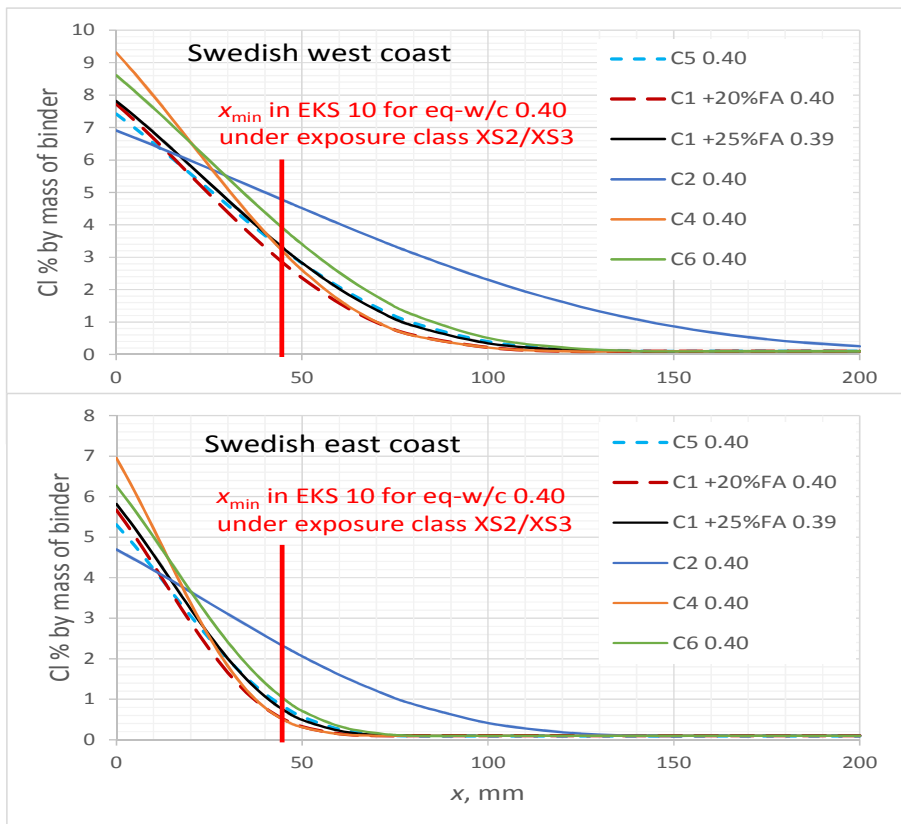 Swedish west coast
x_min in EKS 10 for eq-w/c 0.40
under exposure class XS2/XS3
Cl % by mass of binder
10
9
8
7
6
5
4
3
2
1
0
0 50 100 150 200
C5 0.40
C1 +20%FA 0.40
C1 +25%FA 0.39
C2 0.40
C4 0.40
C6 0.40
Swedish east coast
x_min in EKS 10 for eq-w/c 0.40
under exposure class XS2/XS3
Cl % by mass of binder
8
7
6
5
4
3
2
1
0
0 50 100 150 200
x, mm
C5 0.40
C1 +20%FA 0.40
C1 +25%FA 0.39
C2 0.40
C4 0.40
C6 0.40